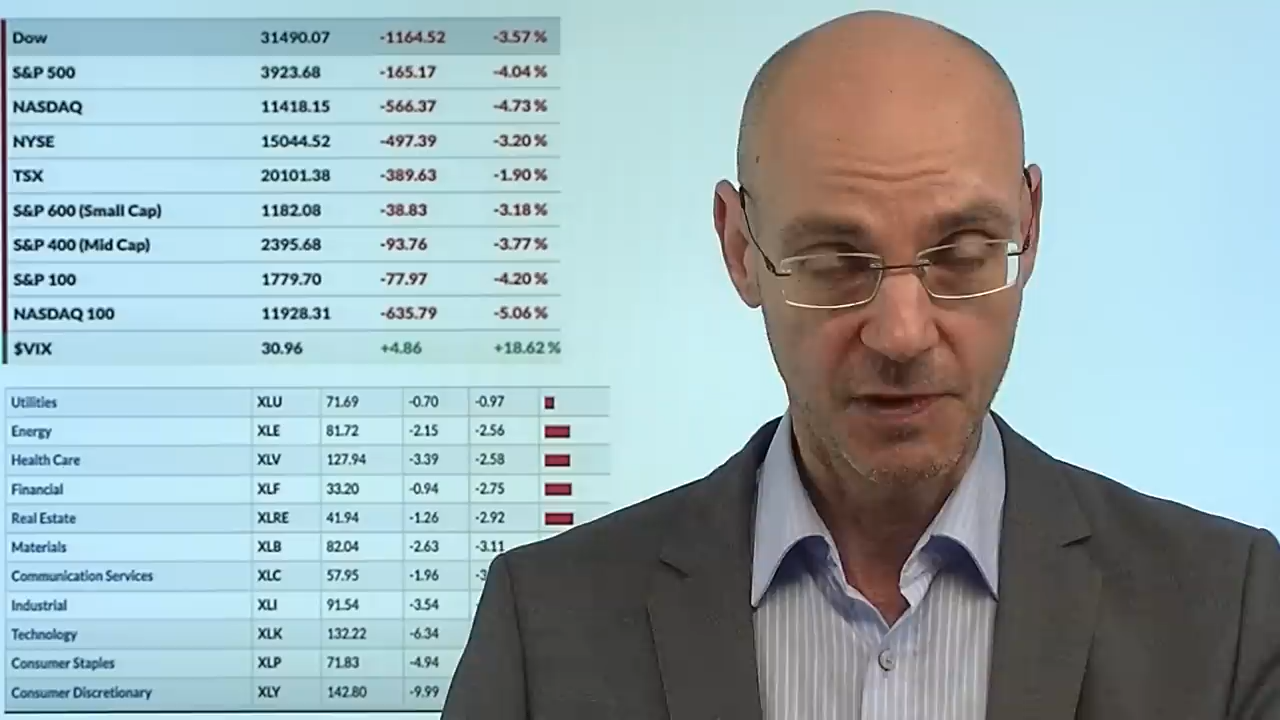 Dow 31490.07 -1164.52 -3.57 %
S&P 500 3923.68 -165.17 -4.04 %
NASDAQ 11418.15 -566.37 -4.73 %
NYSE 15044.52 -497.39 -3.20 %
TSX 20101.38 -389.63 -1.90 %
S&P 600 (Small Cap) 1182.08 -38.83 -3.18 %
S&P 400 (Mid Cap) 2395.68 -93.76 -3.77 %
S&P 100 1779.70 -77.97 -4.20 %
NASDAQ 100 11928.31 -635.79 -5.06 %
$VIX 30.96 +4.86 +18.62 %
Utilities XLU 71.69 -0.70 -0.97
Energy XLE 81.72 -2.15 -2.56
Health Care XLV 127.94 -3.39 -2.58
Financial XLF 33.20 -0.94 -2.75
Real Estate XLRE 41.94 -1.26 -2.92
Materials XLB 82.04 -2.63 -3.11
Communication Services XLC 57.95 -1.96
Industrial XLI 91.54 -3.54
Technology XLK 132.22 -6.34
Consumer Staples XLP 71.83 -4.94
Consumer Discretionary XLY 142.80 -9.99